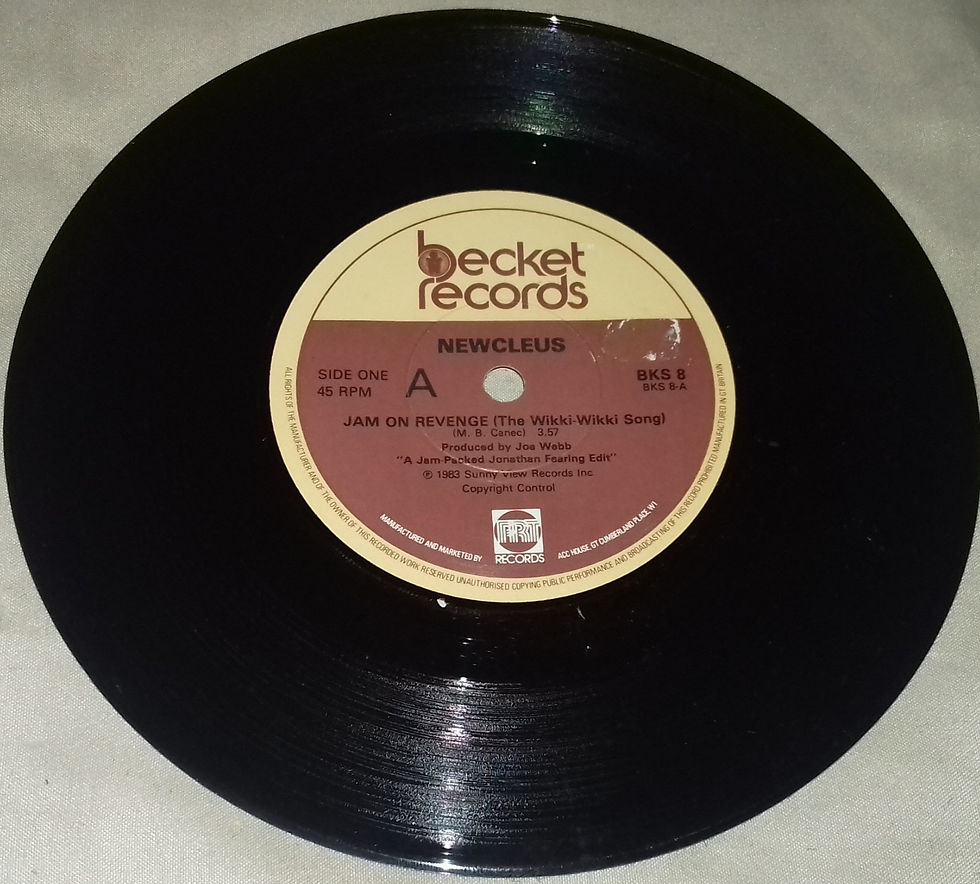 becket
records
NEWCLEUS
SIDE ONE
45 RPM
A
BKS 8
BKS 8-A
JAM ON REVENGE (The Wikki-Wikki Song)
(M. B. Cenec) 3.57
Produced by Joe Webb
"A Jam-Packed Jonathan Fearing Edit"
℗ 1983 Sunny View Records Inc
Copyright Control
MANUFACTURED AND MARKETED BY
PRT
RECORDS
ACC HOUSE, GT CUMBERLAND PLACE, W1
ALL RIGHTS OF THE MANUFACTURER AND OF THE OWNER OF THIS RECORDED WORK RESERVED UNAUTHORISED COPYING PUBLIC PERFORMANCE AND BROADCASTING OF THIS RECORD PROHIBITED MANUFACTURED IN GT. BRITAIN